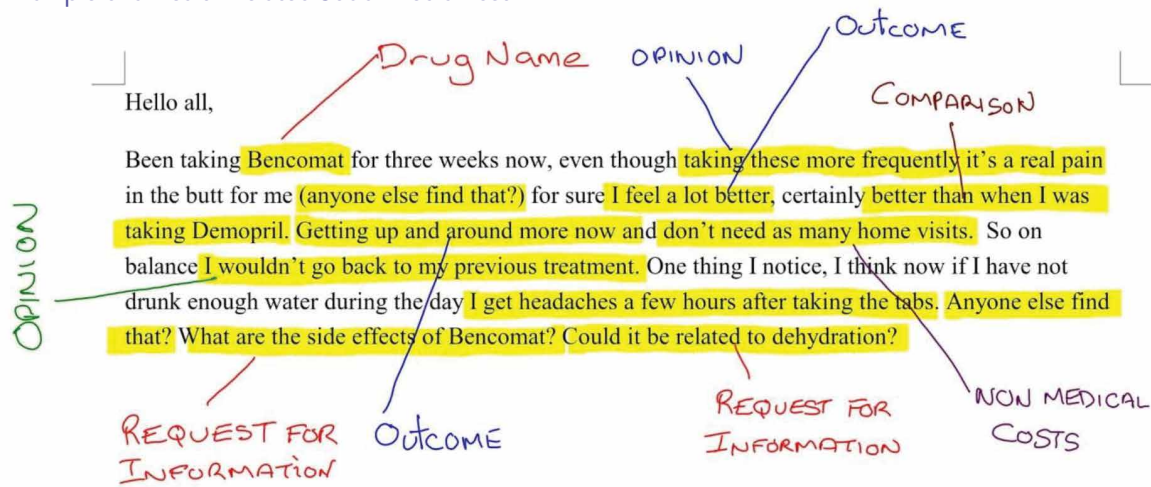 Drug Name OPINION OutCOME
COMPARISON
Hello all,
Been taking Bencomat for three weeks now, even though taking these more frequently it's a real pain
in the butt for me (anyone else find that?) for sure I feel a lot better, certainly better than when I was
taking Demopril. Getting up and around more now and don't need as many home visits. So on
balance I wouldn't go back to my previous treatment. One thing I notice, I think now if I have not
drunk enough water during the day I get headaches a few hours after taking the tabs. Anyone else find
that? What are the side effects of Bencomat? Could it be related to dehydration?
OPINION
REQUEST FOR
INFORMATION
OutCOME
REQUEST FOR
INFORMATION
NON MEDICAL
COSTS